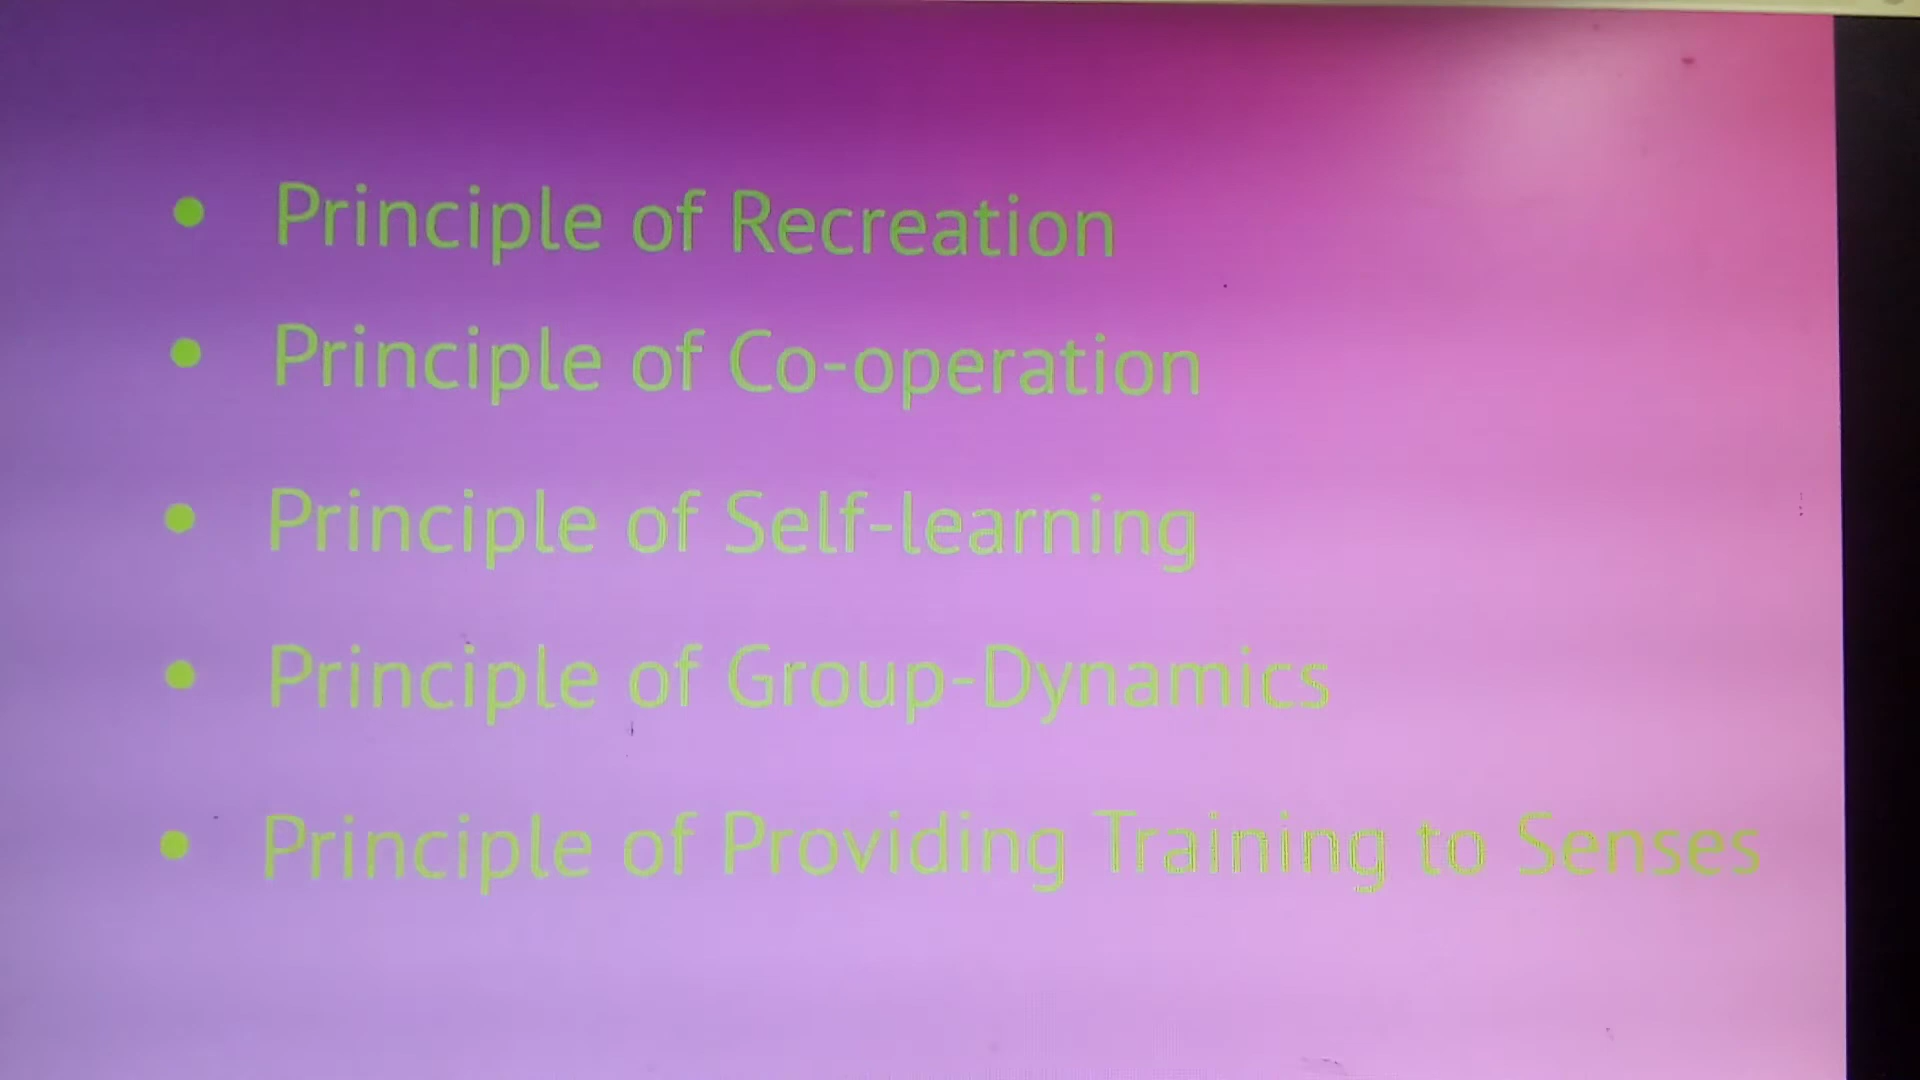 • Principle of Recreation
• Principle of Co-operation
• Principle of Self-learning
• Principle of Group-Dynamics
• Principle of Providing Training to Senses